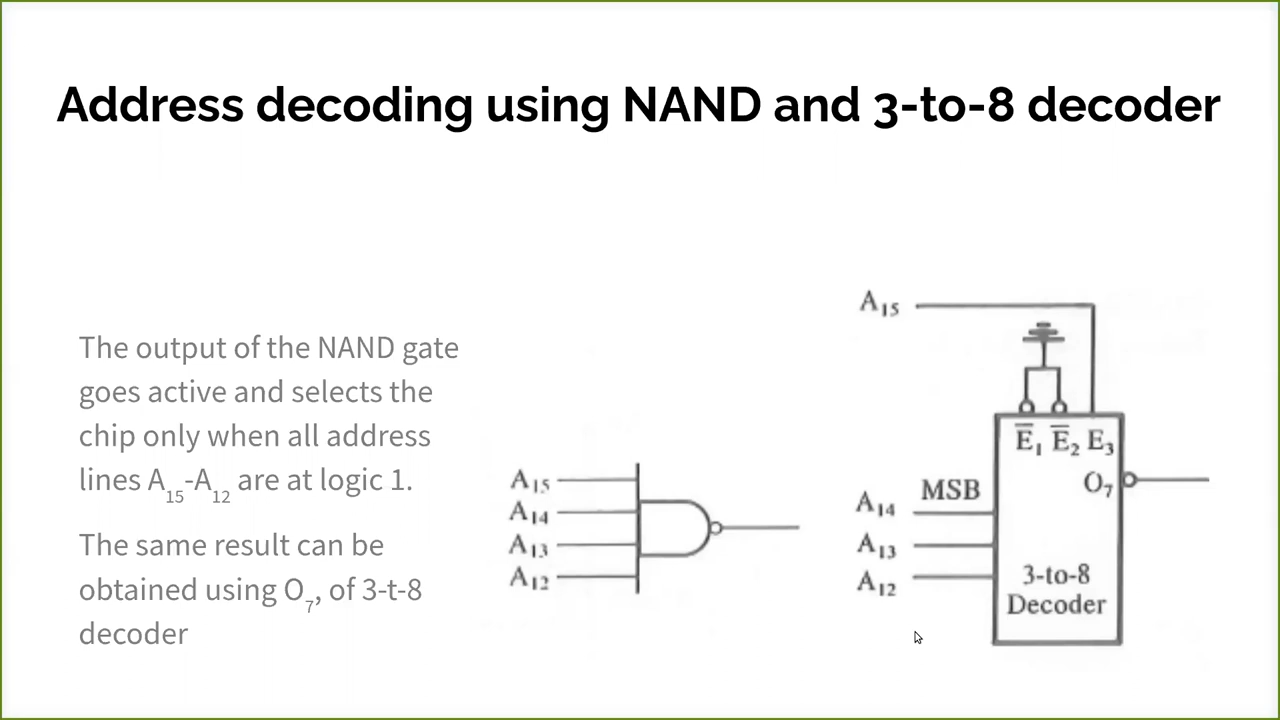 Address decoding using NAND and 3-to-8 decoder
The output of the NAND gate
goes active and selects the
chip only when all address
lines A15-A12 are at logic 1.
The same result can be
obtained using O7, of 3-t-8
decoder
A15
A14
A13
A12
A15
E̅1 E̅2 E3
O7
MSB
A14
A13
A12
3-to-8
Decoder